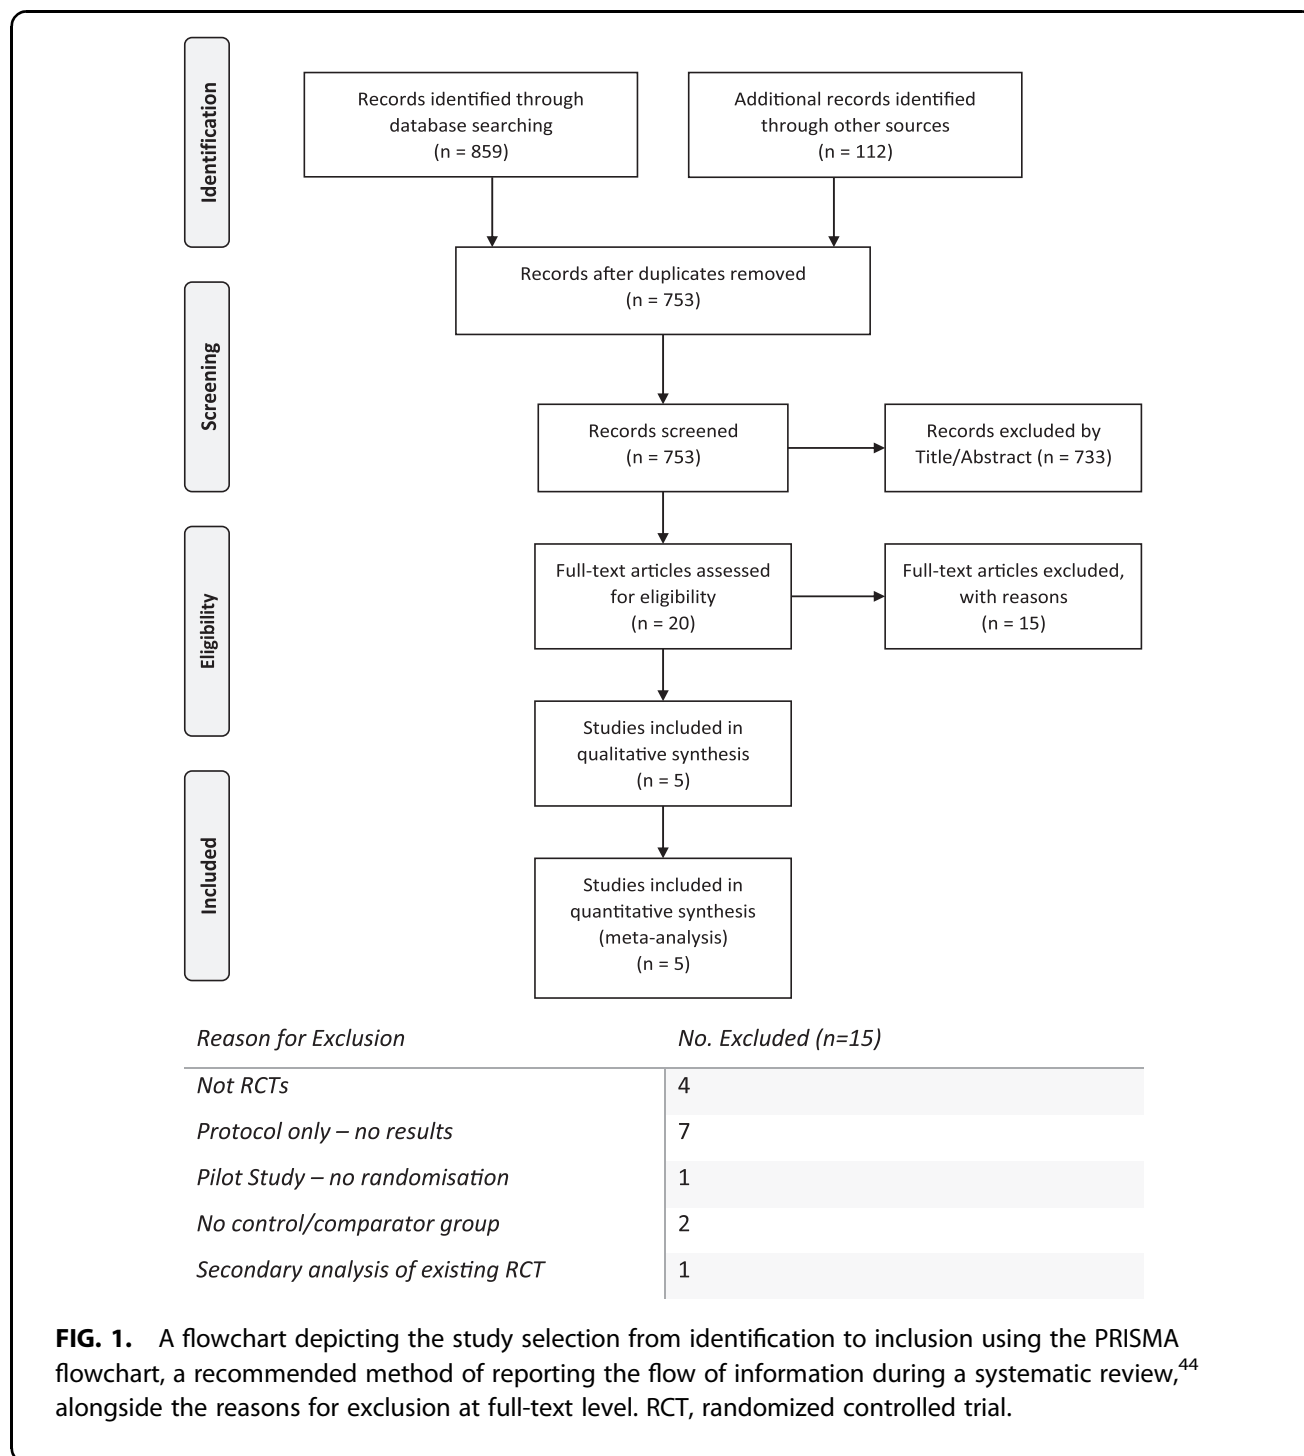 Identification
Records identified through
database searching
(n = 859)
Additional records identified
through other sources
(n = 112)
Records after duplicates removed
(n = 753)
Screening
Records screened
(n = 753)
Records excluded by
Title/Abstract (n = 733)
Eligibility
Full-text articles assessed
for eligibility
(n = 20)
Full-text articles excluded,
with reasons
(n = 15)
Studies included in
qualitative synthesis
(n = 5)
Included
Studies included in
quantitative synthesis
(meta-analysis)
(n = 5)
Reason for Exclusion No. Excluded (n=15)
Not RCTs 4
Protocol only – no results 7
Pilot Study – no randomisation 1
No control/comparator group 2
Secondary analysis of existing RCT 1
FIG. 1. A flowchart depicting the study selection from identification to inclusion using the PRISMA
flowchart, a recommended method of reporting the flow of information during a systematic review,44
alongside the reasons for exclusion at full-text level. RCT, randomized controlled trial.